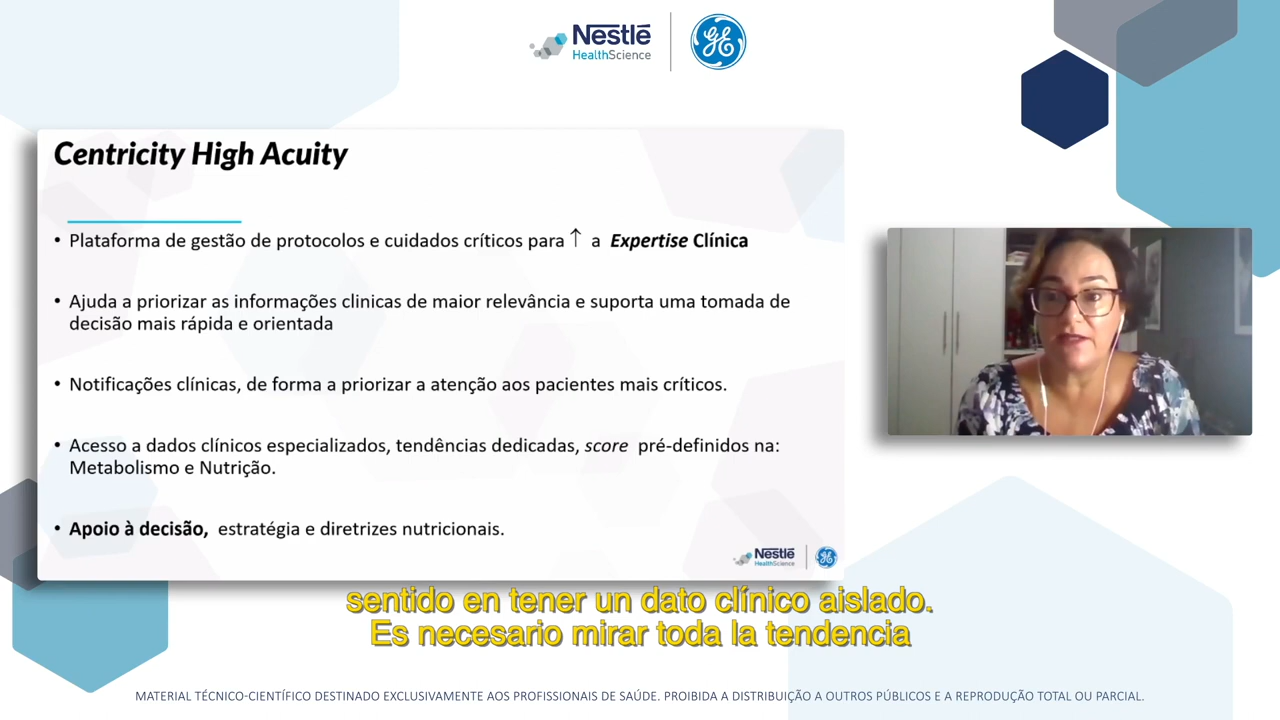 Nestlé
HealthScience
GE
Centricity High Acuity
• Plataforma de gestão de protocolos e cuidados críticos para ↑ a Expertise Clínica
• Ajuda a priorizar as informações clinicas de maior relevância e suporta uma tomada de
decisão mais rápida e orientada
• Notificações clínicas, de forma a priorizar a atenção aos pacientes mais críticos.
• Acesso a dados clínicos especializados, tendências dedicadas, score pré-definidos na:
Metabolismo e Nutrição.
• Apoio à decisão, estratégia e diretrizes nutricionais.
Nestlé
HealthScience
GE
sentido en tener un dato clínico aislado.
Es necesario mirar toda la tendencia
MATERIAL TÉCNICO-CIENTÍFICO DESTINADO EXCLUSIVAMENTE AOS PROFISSIONAIS DE SAÚDE. PROIBIDA A DISTRIBUIÇÃO A OUTROS PÚBLICOS E A REPRODUÇÃO TOTAL OU PARCIAL.